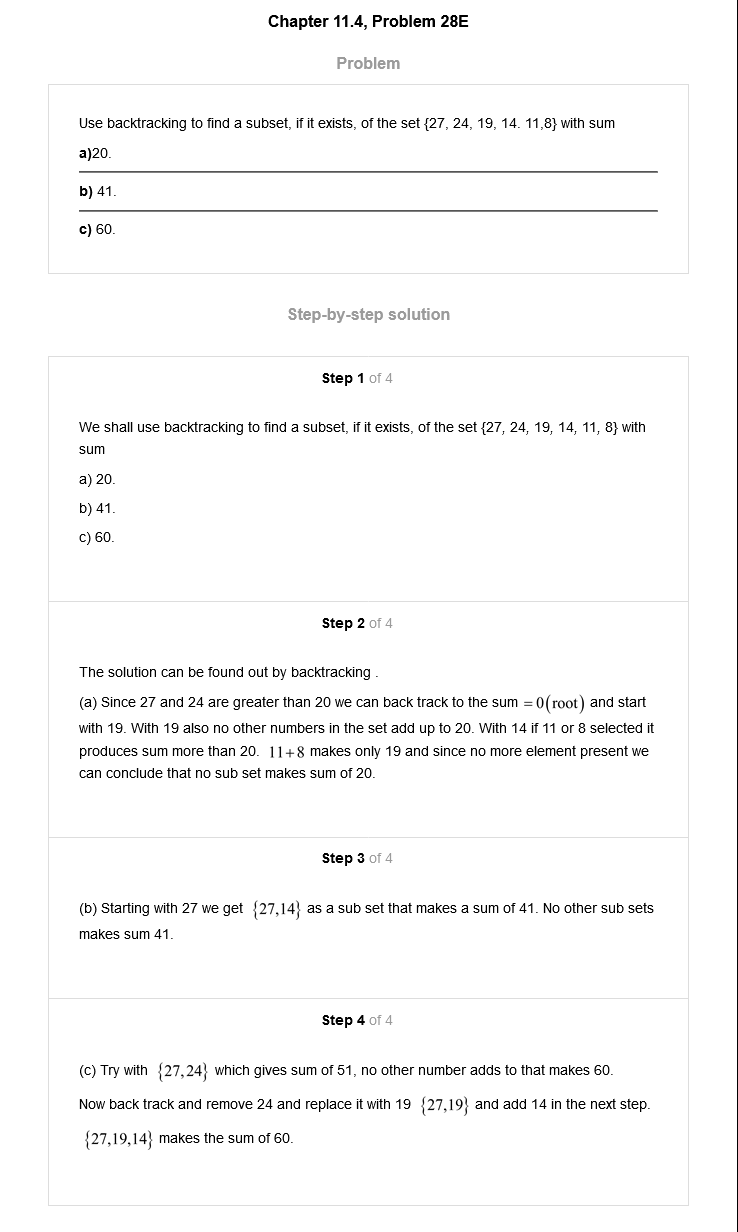 Chapter 11.4, Problem 28E
Problem
Use backtracking to find a subset, if it exists, of the set {27, 24, 19, 14. 11,8} with sum
a)20.
b) 41.
c) 60.
Step-by-step solution
Step 1 of 4
We shall use backtracking to find a subset, if it exists, of the set {27, 24, 19, 14, 11, 8} with
sum
a) 20.
b) 41.
c) 60.
Step 2 of 4
The solution can be found out by backtracking .
(a) Since 27 and 24 are greater than 20 we can back track to the sum = 0(root) and start
with 19. With 19 also no other numbers in the set add up to 20. With 14 if 11 or 8 selected it
produces sum more than 20. 11+8 makes only 19 and since no more element present we
can conclude that no sub set makes sum of 20.
Step 3 of 4
(b) Starting with 27 we get {27,14} as a sub set that makes a sum of 41. No other sub sets
makes sum 41.
Step 4 of 4
(c) Try with {27,24} which gives sum of 51, no other number adds to that makes 60.
Now back track and remove 24 and replace it with 19 {27,19} and add 14 in the next step.
{27,19,14} makes the sum of 60.